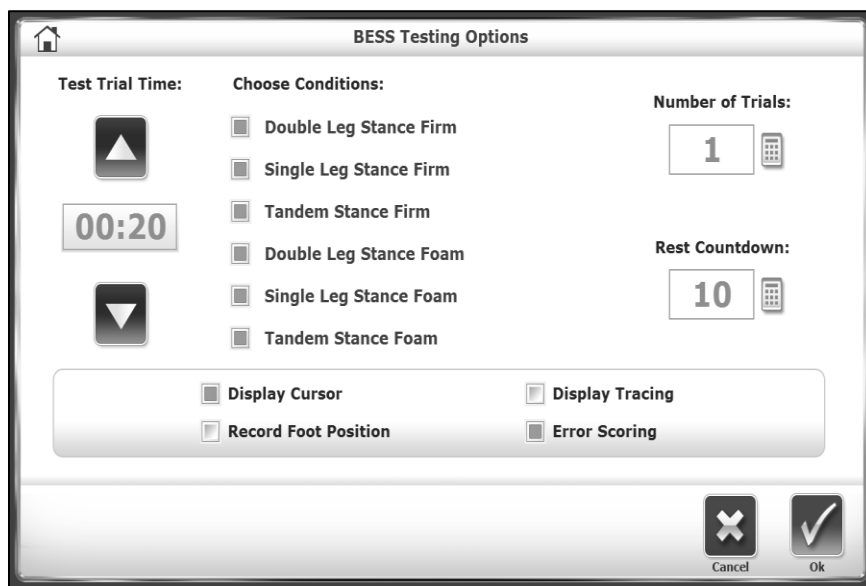 BESS Testing Options
Test Trial Time:
00:20
Choose Conditions:
Double Leg Stance Firm
Single Leg Stance Firm
Tandem Stance Firm
Double Leg Stance Foam
Single Leg Stance Foam
Tandem Stance Foam
Number of Trials:
1
Rest Countdown:
10
Display Cursor
Display Tracing
Record Foot Position
Error Scoring
Cancel
Ok